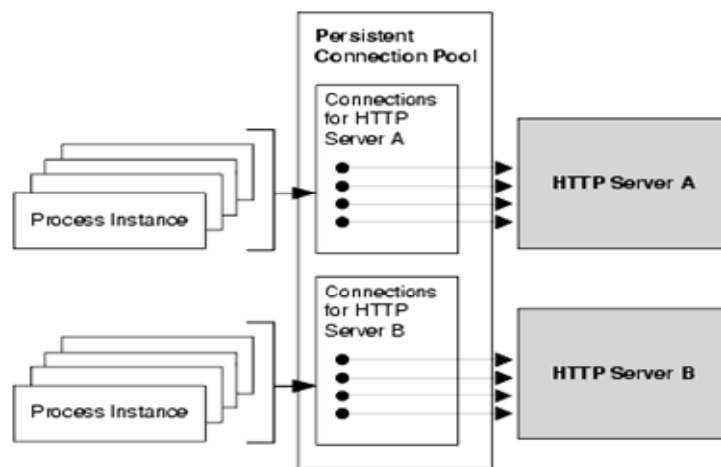 Persistent
Connection Pool
Connections
for HTTP
Server A
HTTP Server A
Process Instance
Connections
for HTTP
Server B
HTTP Server B
Process Instance